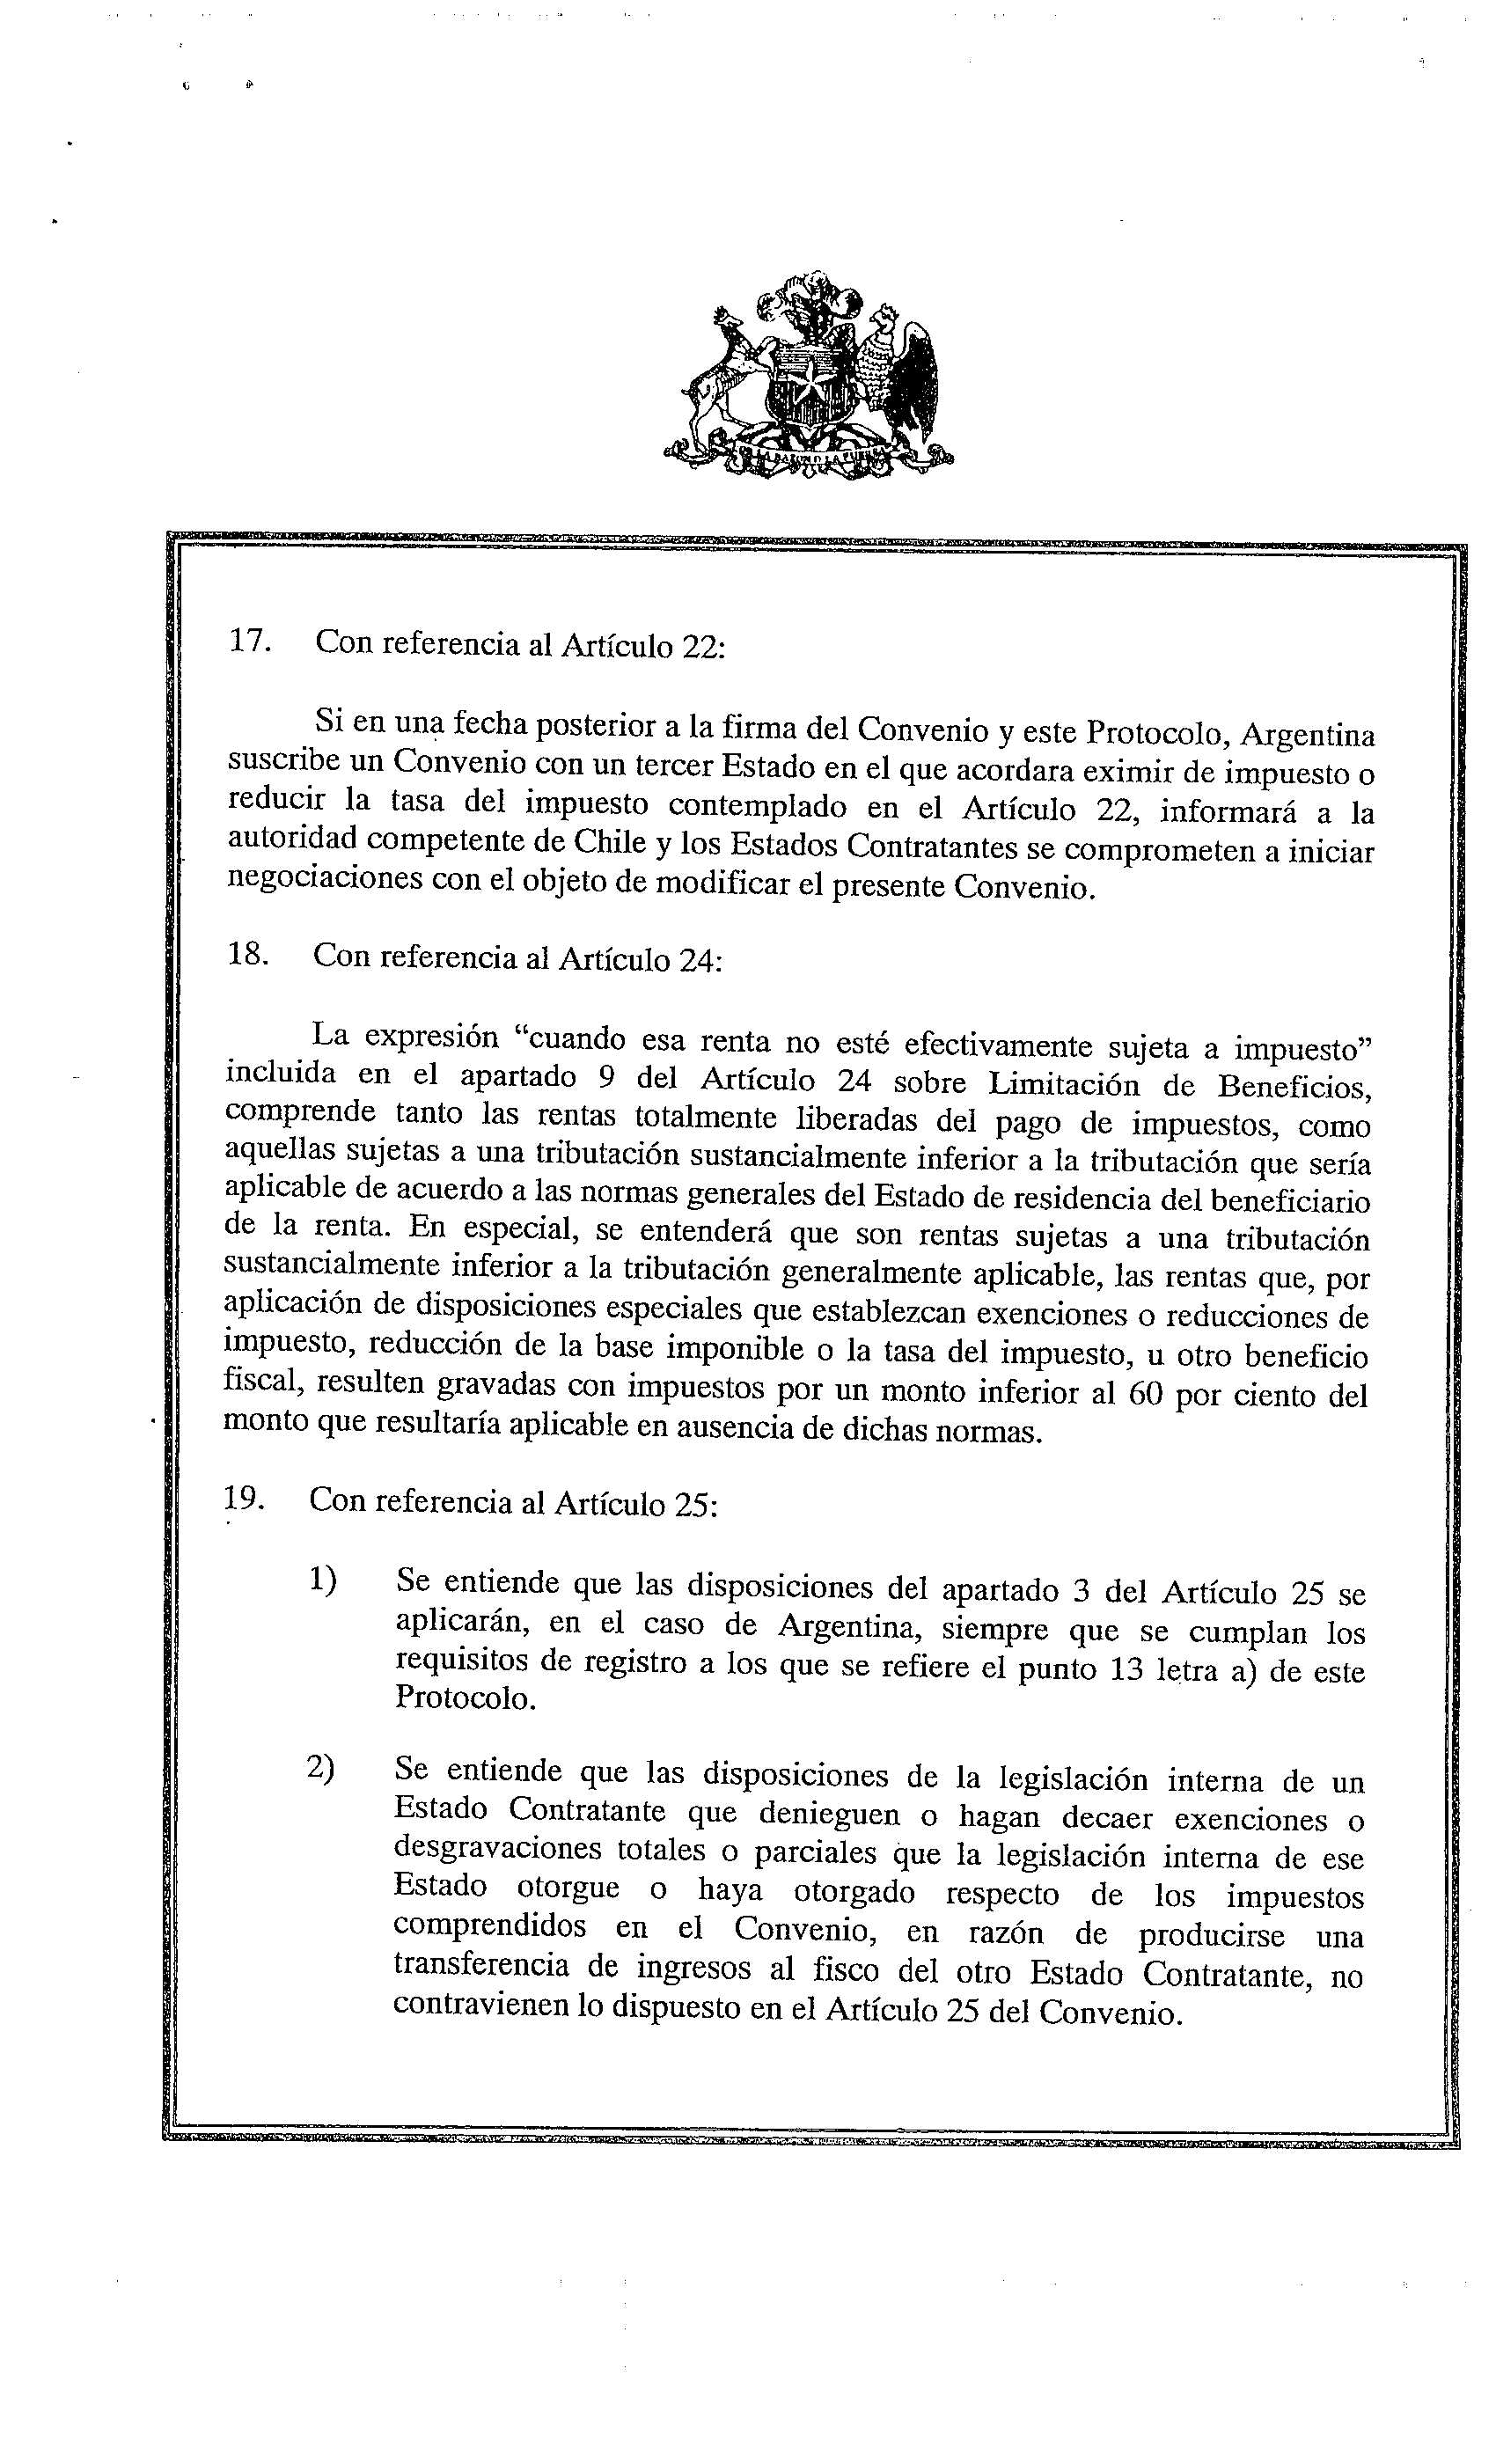 17. Con referencia al Artículo 22:
Si en una fecha posterior a la firma del Convenio y este Protocolo, Argentina
suscribe un Convenio con un tercer Estado en el que acordara eximir de impuesto o
reducir la tasa del impuesto contemplado en el Artículo 22, informará a la
autoridad competente de Chile y los Estados Contratantes se comprometen a iniciar
negociaciones con el objeto de modificar el presente Convenio.
18. Con referencia al Artículo 24:
La expresión “cuando esa renta no esté efectivamente sujeta a impuesto”
incluida en el apartado 9 del Artículo 24 sobre Limitación de Beneficios,
comprende tanto las rentas totalmente liberadas del pago de impuestos, como
aquellas sujetas a una tributación sustancialmente inferior a la tributación que sería
aplicable de acuerdo a las normas generales del Estado de residencia del beneficiario
de la renta. En especial, se entenderá que son rentas sujetas a una tributación
sustancialmente inferior a la tributación generalmente aplicable, las rentas que, por
aplicación de disposiciones especiales que establezcan exenciones o reducciones de
impuesto, reducción de la base imponible o la tasa del impuesto, u otro beneficio
fiscal, resulten gravadas con impuestos por un monto inferior al 60 por ciento del
monto que resultaría aplicable en ausencia de dichas normas.
19. Con referencia al Artículo 25:
1) Se entiende que las disposiciones del apartado 3 del Artículo 25 se
aplicarán, en el caso de Argentina, siempre que se cumplan los
requisitos de registro a los que se refiere el punto 13 letra a) de este
Protocolo.
2) Se entiende que las disposiciones de la legislación interna de un
Estado Contratante que denieguen o hagan decaer exenciones o
desgravaciones totales o parciales que la legislación interna de ese
Estado otorgue o haya otorgado respecto de los impuestos
comprendidos en el Convenio, en razón de producirse una
transferencia de ingresos al fisco del otro Estado Contratante, no
contravienen lo dispuesto en el Artículo 25 del Convenio.